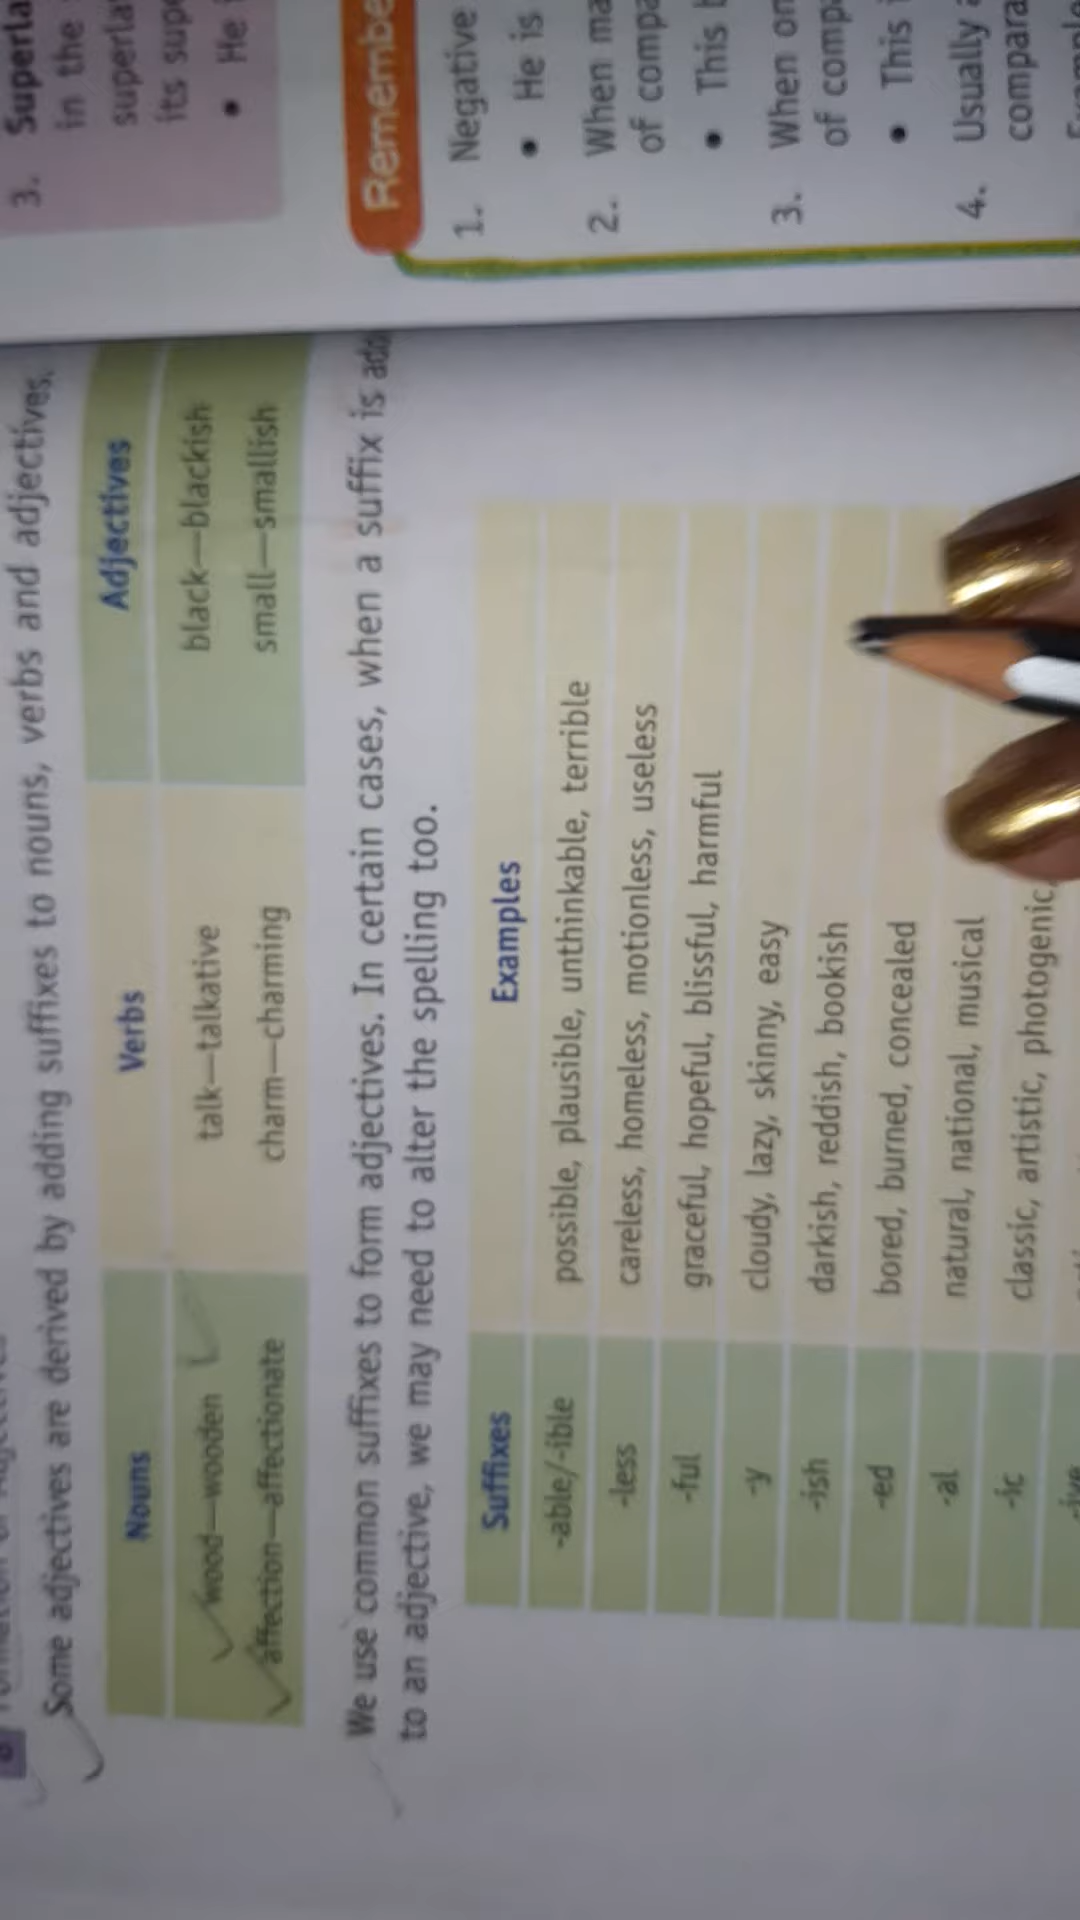 Some adjectives are derived by adding suffixes to nouns, verbs and adjectives.
Nouns Verbs Adjectives
wood—wooden talk—talkative black—blackish
affection—affectionate charm—charming small—smallish
We use common suffixes to form adjectives. In certain cases, when a suffix is
to an adjective, we may need to alter the spelling too.
Suffixes Examples
-able/-ible possible, plausible, unthinkable, terrible
-less careless, homeless, motionless, useless
-ful graceful, hopeful, blissful, harmful
-y cloudy, lazy, skinny, easy
-ish darkish, reddish, bookish
-ed bored, burned, concealed
-al natural, national, musical
-ic classic, artistic, photogenic,
3. Superla
in the
superla
its supe
• He
Remembe
1. Negative
• He is
2. When ma
of compa
• This
3. When on
of compa
• This
4. Usually
compara